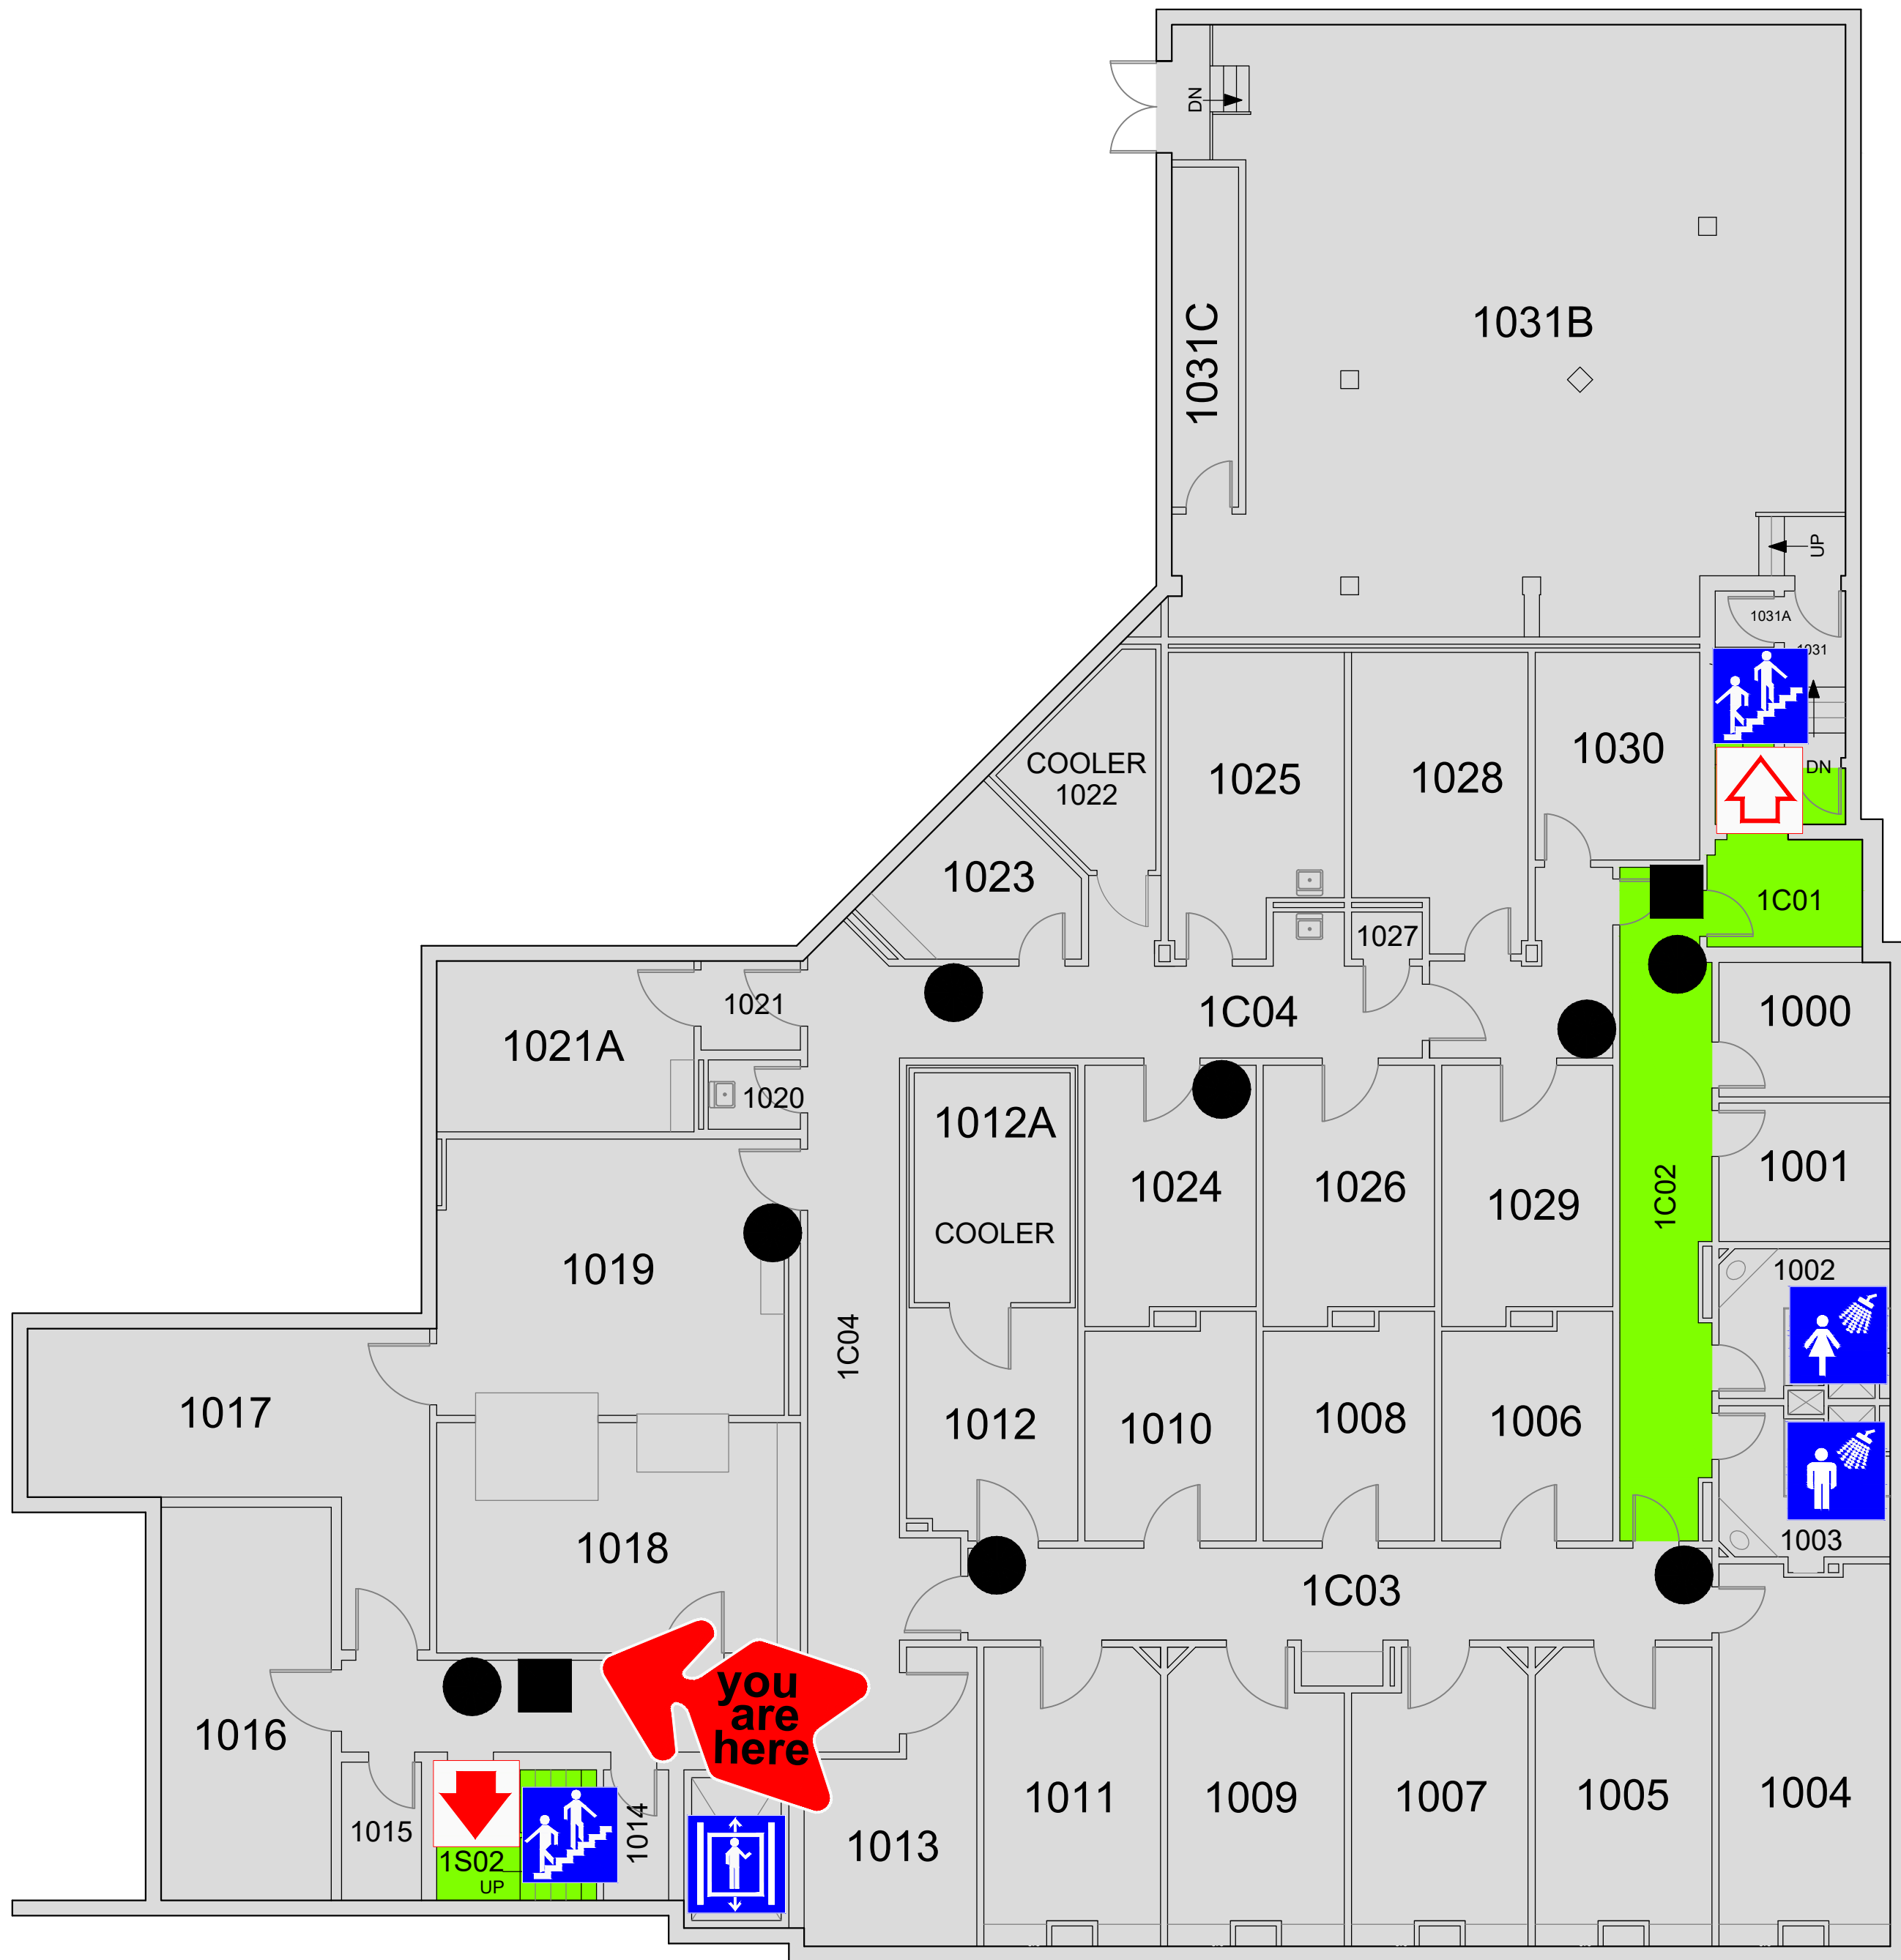 DN
1031C
1031B
UP
1031A
1031
COOLER
1022
1025
1028
1030
DN
1023
1027
1C01
1021
1021A
1C04
1000
1020
1012A
COOLER
1024
1026
1029
1C02
1001
1019
1002
1C04
1017
1012
1010
1008
1006
1018
1003
1C03
you
are
here
1016
1015
1S02
UP
1014
1013
1011
1009
1007
1005
1004